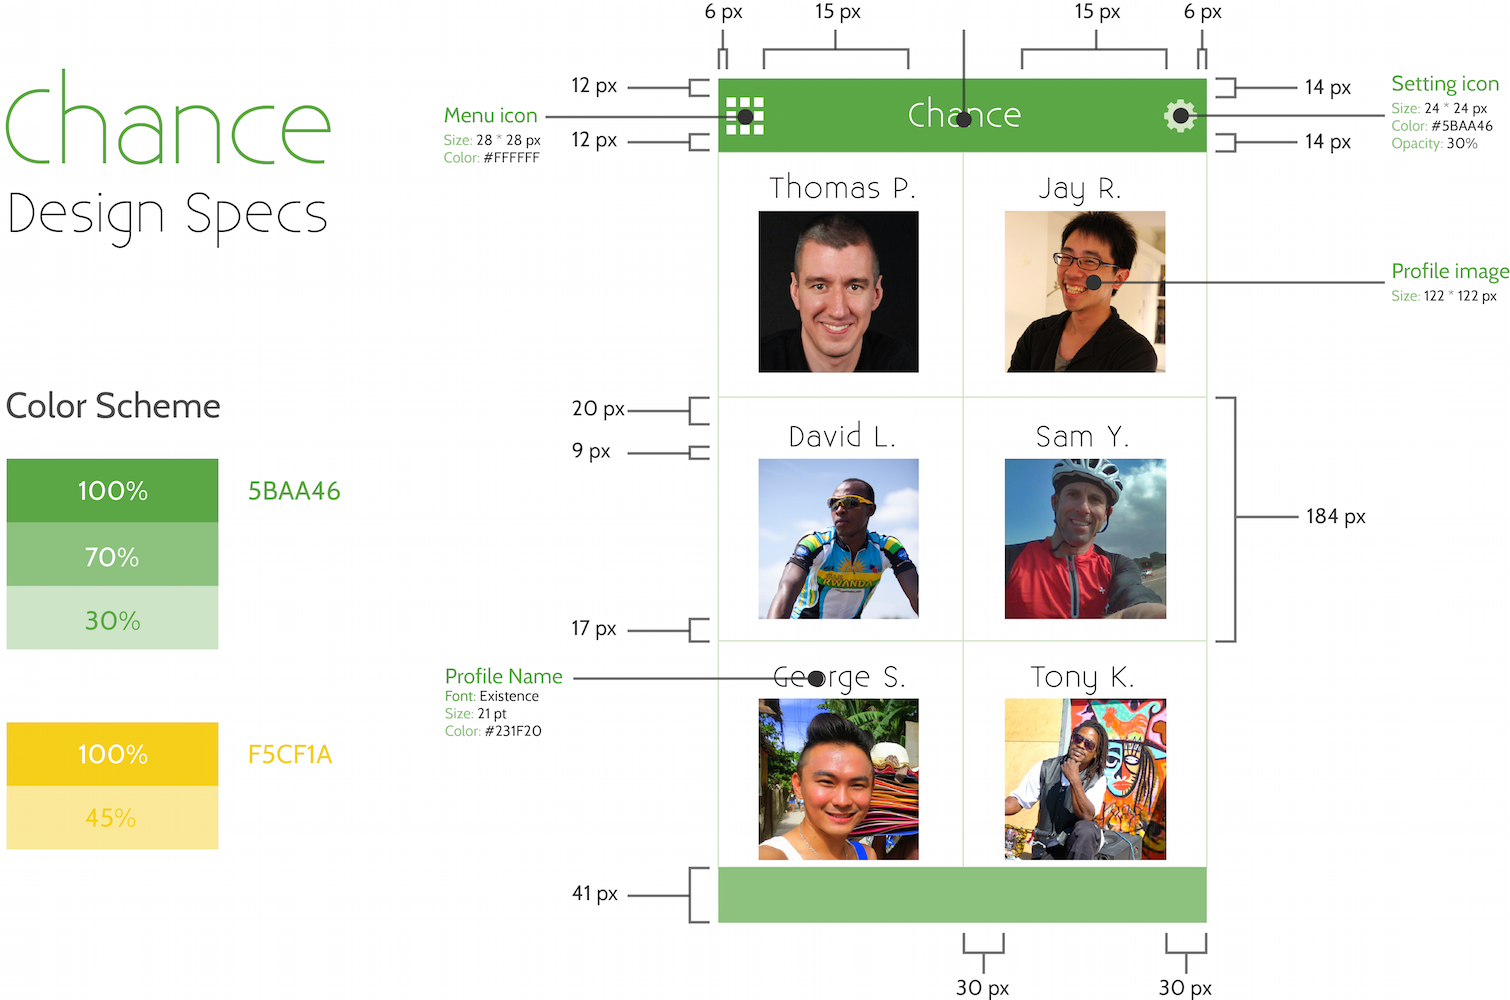 6 px
15 px
15 px
6 px
Chance
Design Specs
12 px
12 px
Menu icon
Size: 28 * 28 px
Color: #FFFFFF
Chance
14 px
14 px
Setting icon
Size: 24 * 24 px
Color: #5BAA46
Opacity: 30%
Thomas P.
Jay R.
Profile image
Size: 122 * 122 px
Color Scheme
100%
5BAA46
70%
30%
100%
F5CF1A
45%
20 px
9 px
David L.
Sam Y.
RWANDA
184 px
17 px
Profile Name
Font: Existence
Size: 21 pt
Color: #231F20
George S.
Tony K.
41 px
30 px
30 px